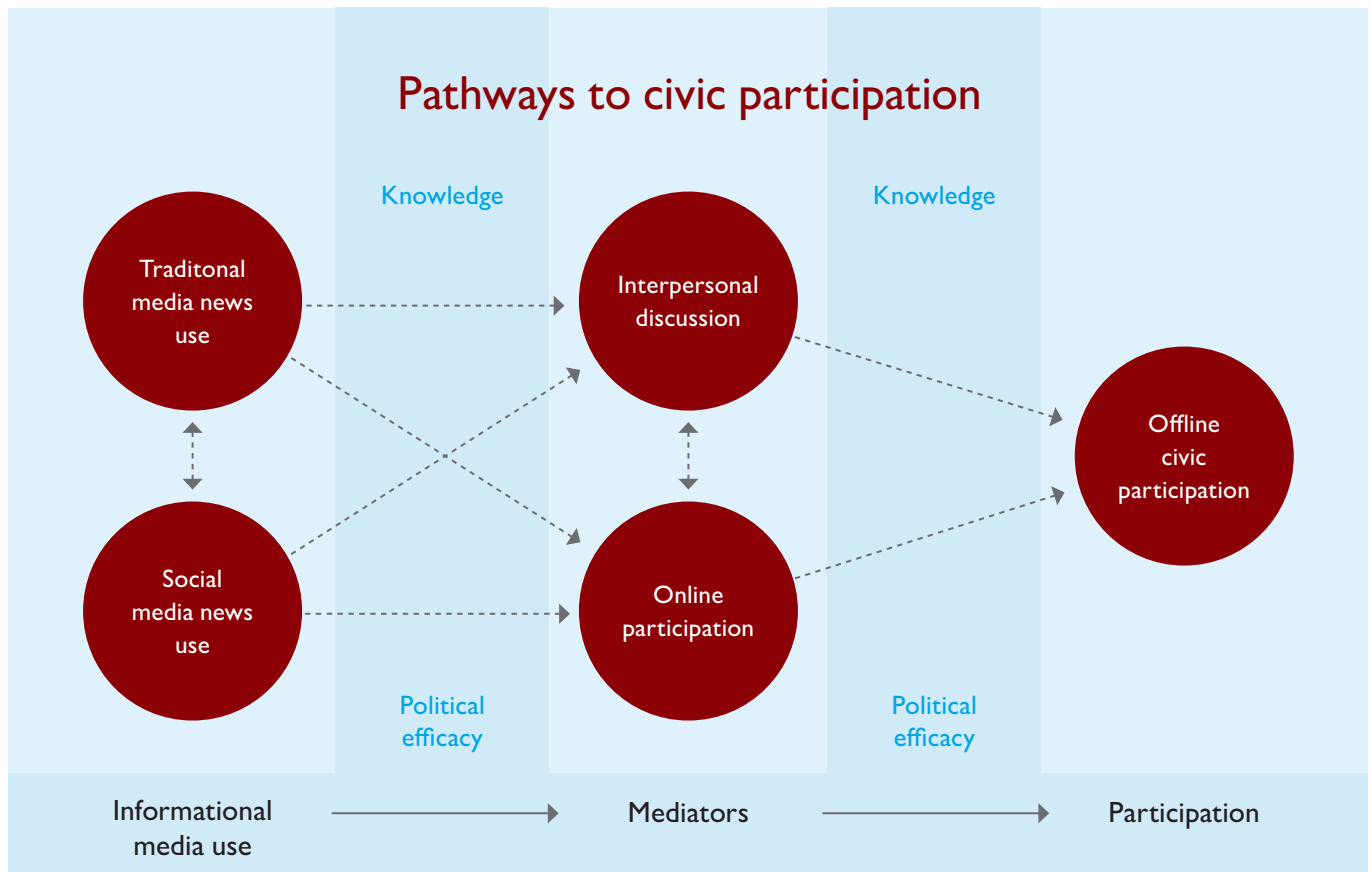 Pathways to civic participation
Knowledge
Knowledge
Traditonal
media news
use
Interpersonal
discussion
Offline
civic
participation
Social
media news
use
Online
participation
Political
efficacy
Political
efficacy
Informational
media use
Mediators
Participation